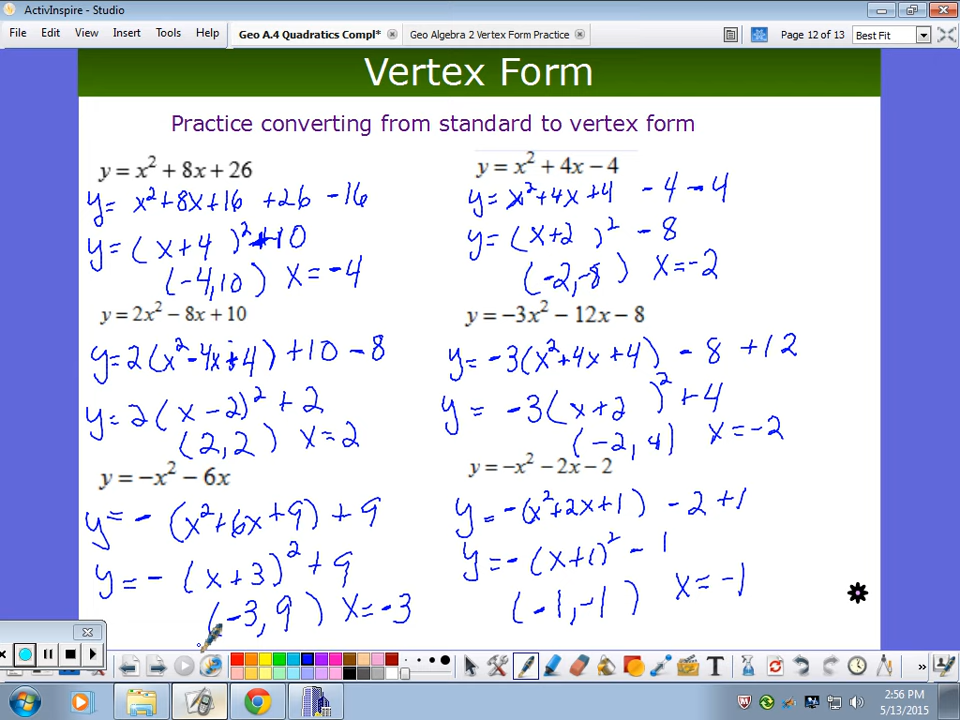 ActivInspire - Studio
File Edit View Insert Tools Help
Geo A.4 Quadratics Compl*
Geo Algebra 2 Vertex Form Practice
Page 12 of 13
Best Fit
Vertex Form
Practice converting from standard to vertex form
y = x² + 8x + 26
y = x²+8x+16 +26 -16
y = (x+4)² +10
(-4,10) x = -4
y = x² + 4x − 4
y = x²+4x+4 -4 -4
y = (x+2)² - 8
(-2,-8) x = -2
y = 2x² − 8x + 10
y = 2(x²-4x+4) +10 -8
y = 2(x-2)² + 2
(2,2) x = 2
y = −3x² − 12x − 8
y = -3(x²+4x+4) - 8 +12
y = -3(x+2)² + 4
(-2,4) x = -2
y = −x² − 6x
y = -(x²+6x+9) + 9
y = -(x+3)² + 9
(-3,9) x = -3
y = −x² − 2x − 2
y = -(x²+2x+1) - 2 + 1
y = -(x+1)² - 1
(-1,-1) x = -1
T
»
2:56 PM
5/13/2015